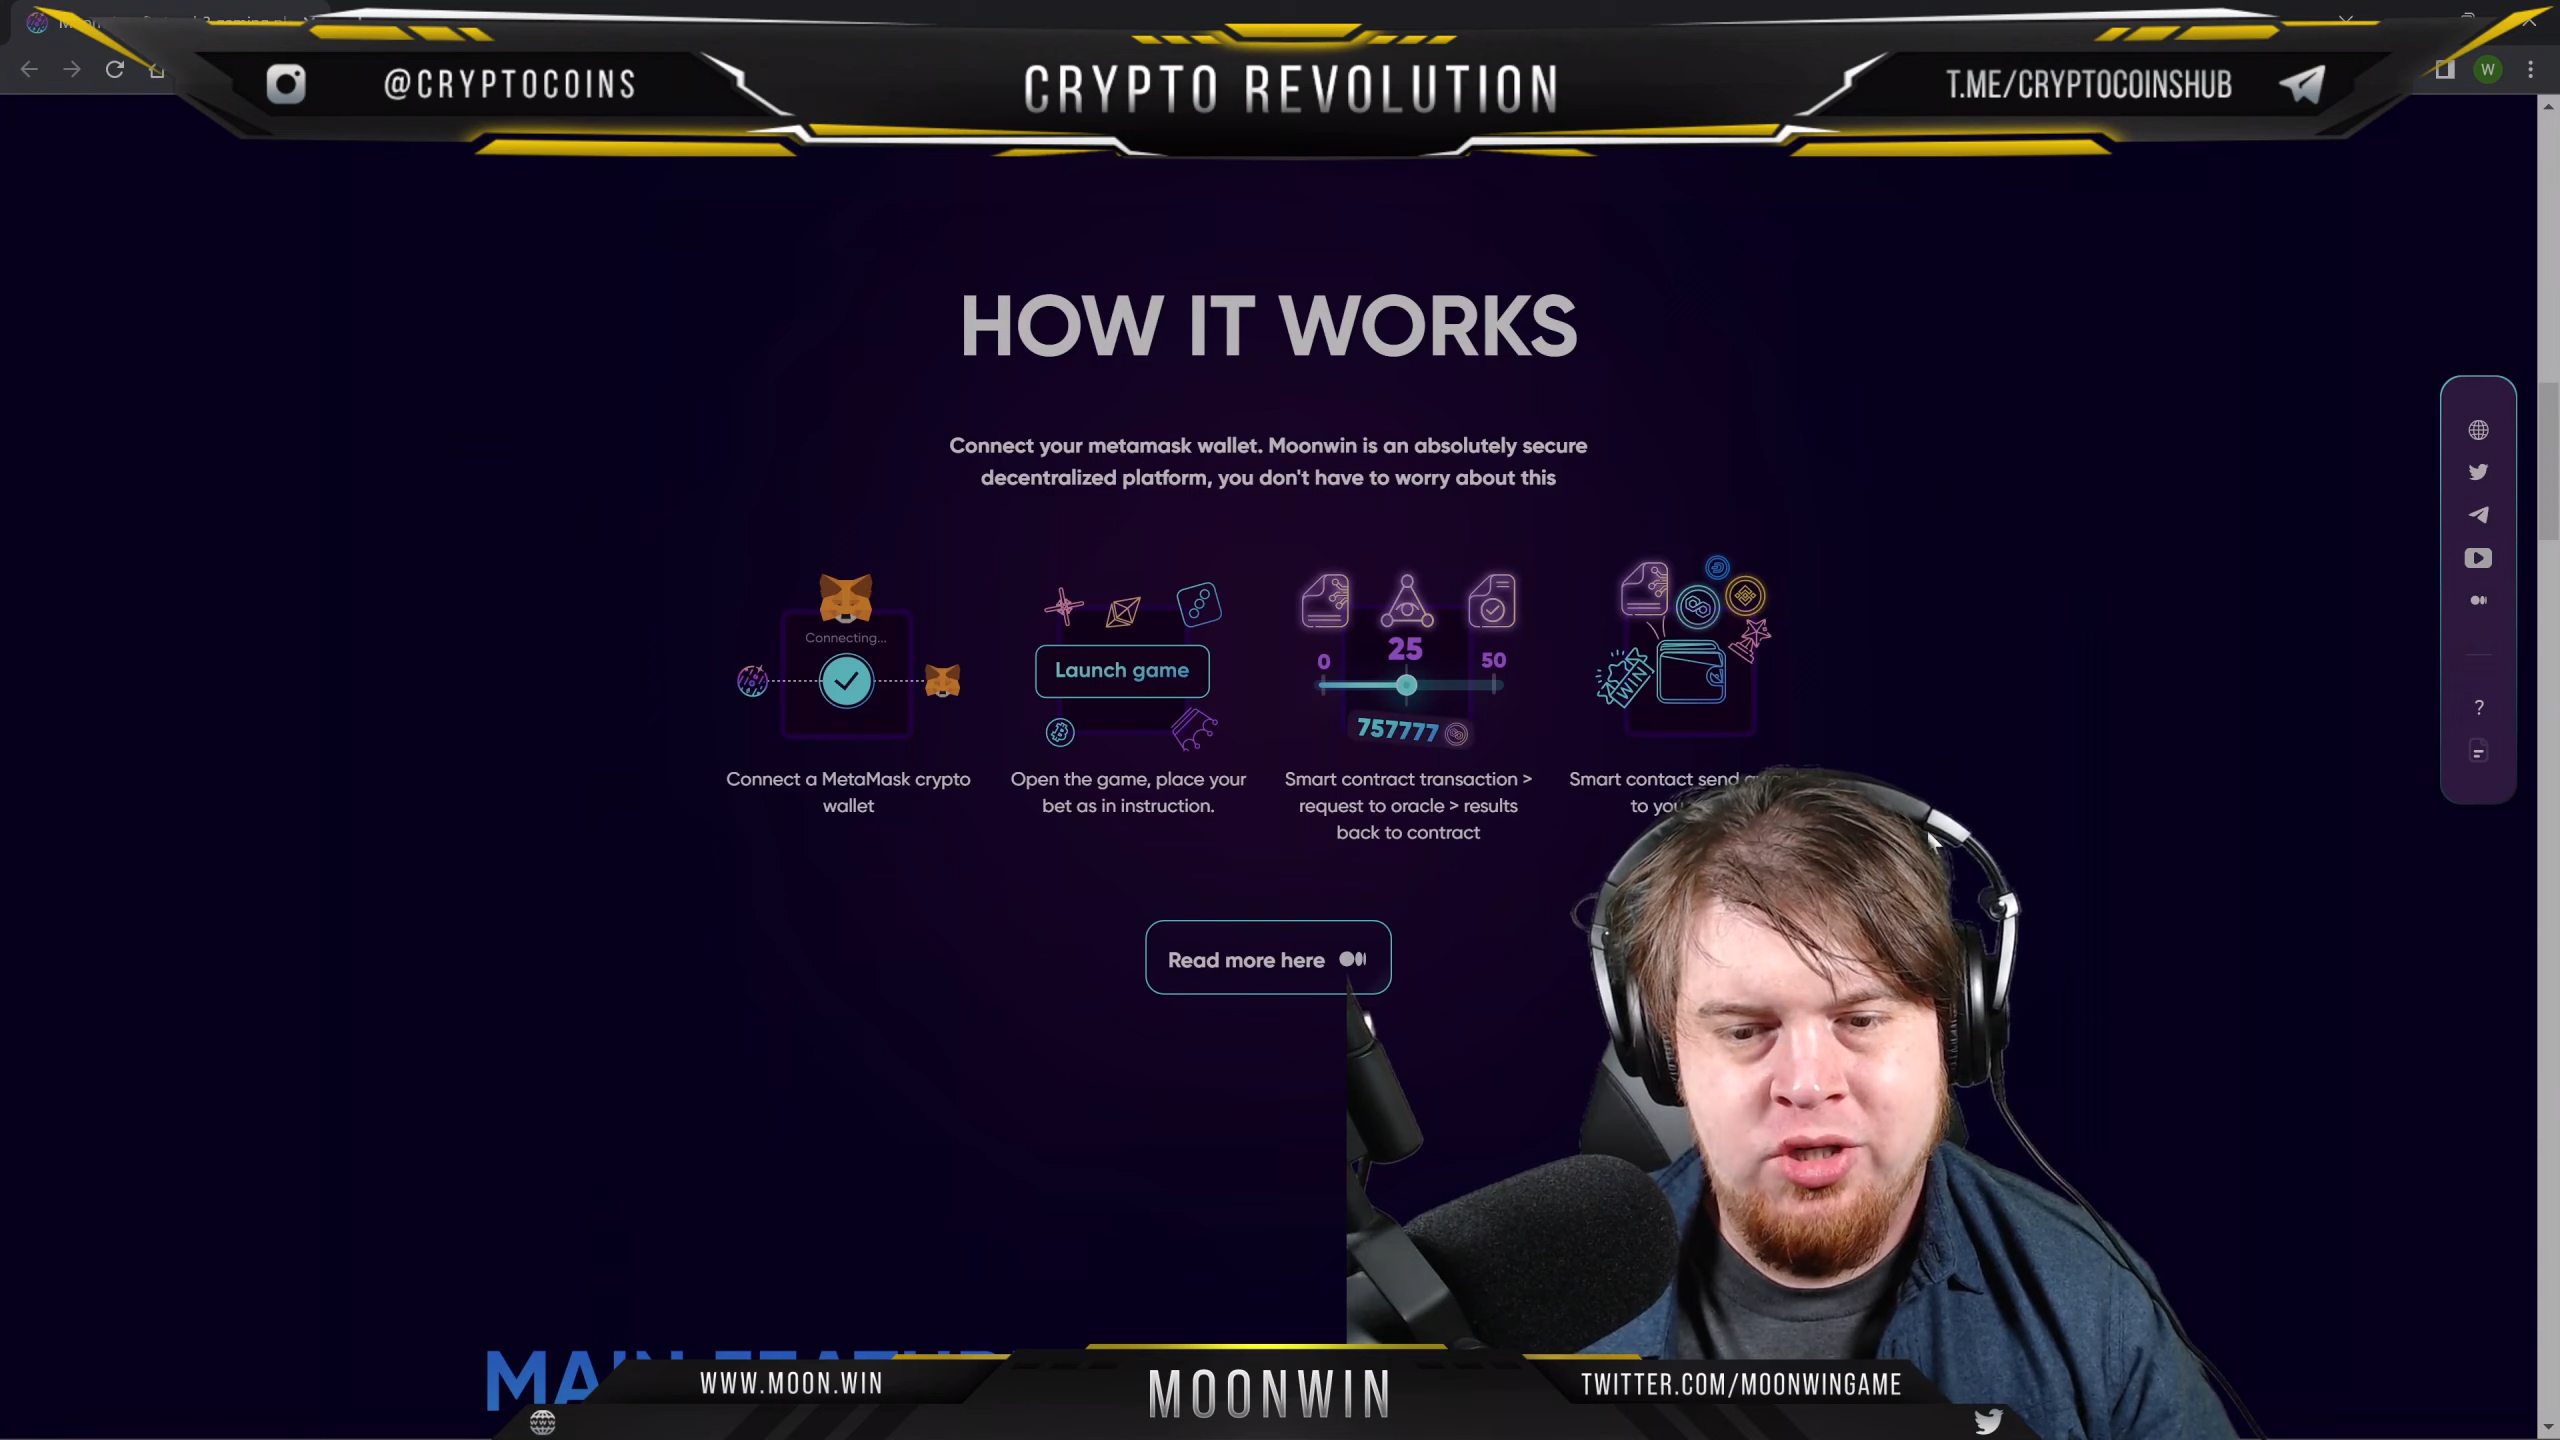 @CRYPTOCOINS
CRYPTO REVOLUTION
T.ME/CRYPTOCOINSHUB
W
HOW IT WORKS
Connect your metamask wallet. Moonwin is an absolutely secure
decentralized platform, you don't have to worry about this
Connecting...
Launch game
0
25
50
757777
WIN
Connect a MetaMask crypto
wallet
Open the game, place your
bet as in instruction.
Smart contract transaction >
request to oracle > results
back to contract
Smart contact send
to you
Read more here
?
MAIN
WWW.MOON.WIN
MOONWIN
TWITTER.COM/MOONWINGAME